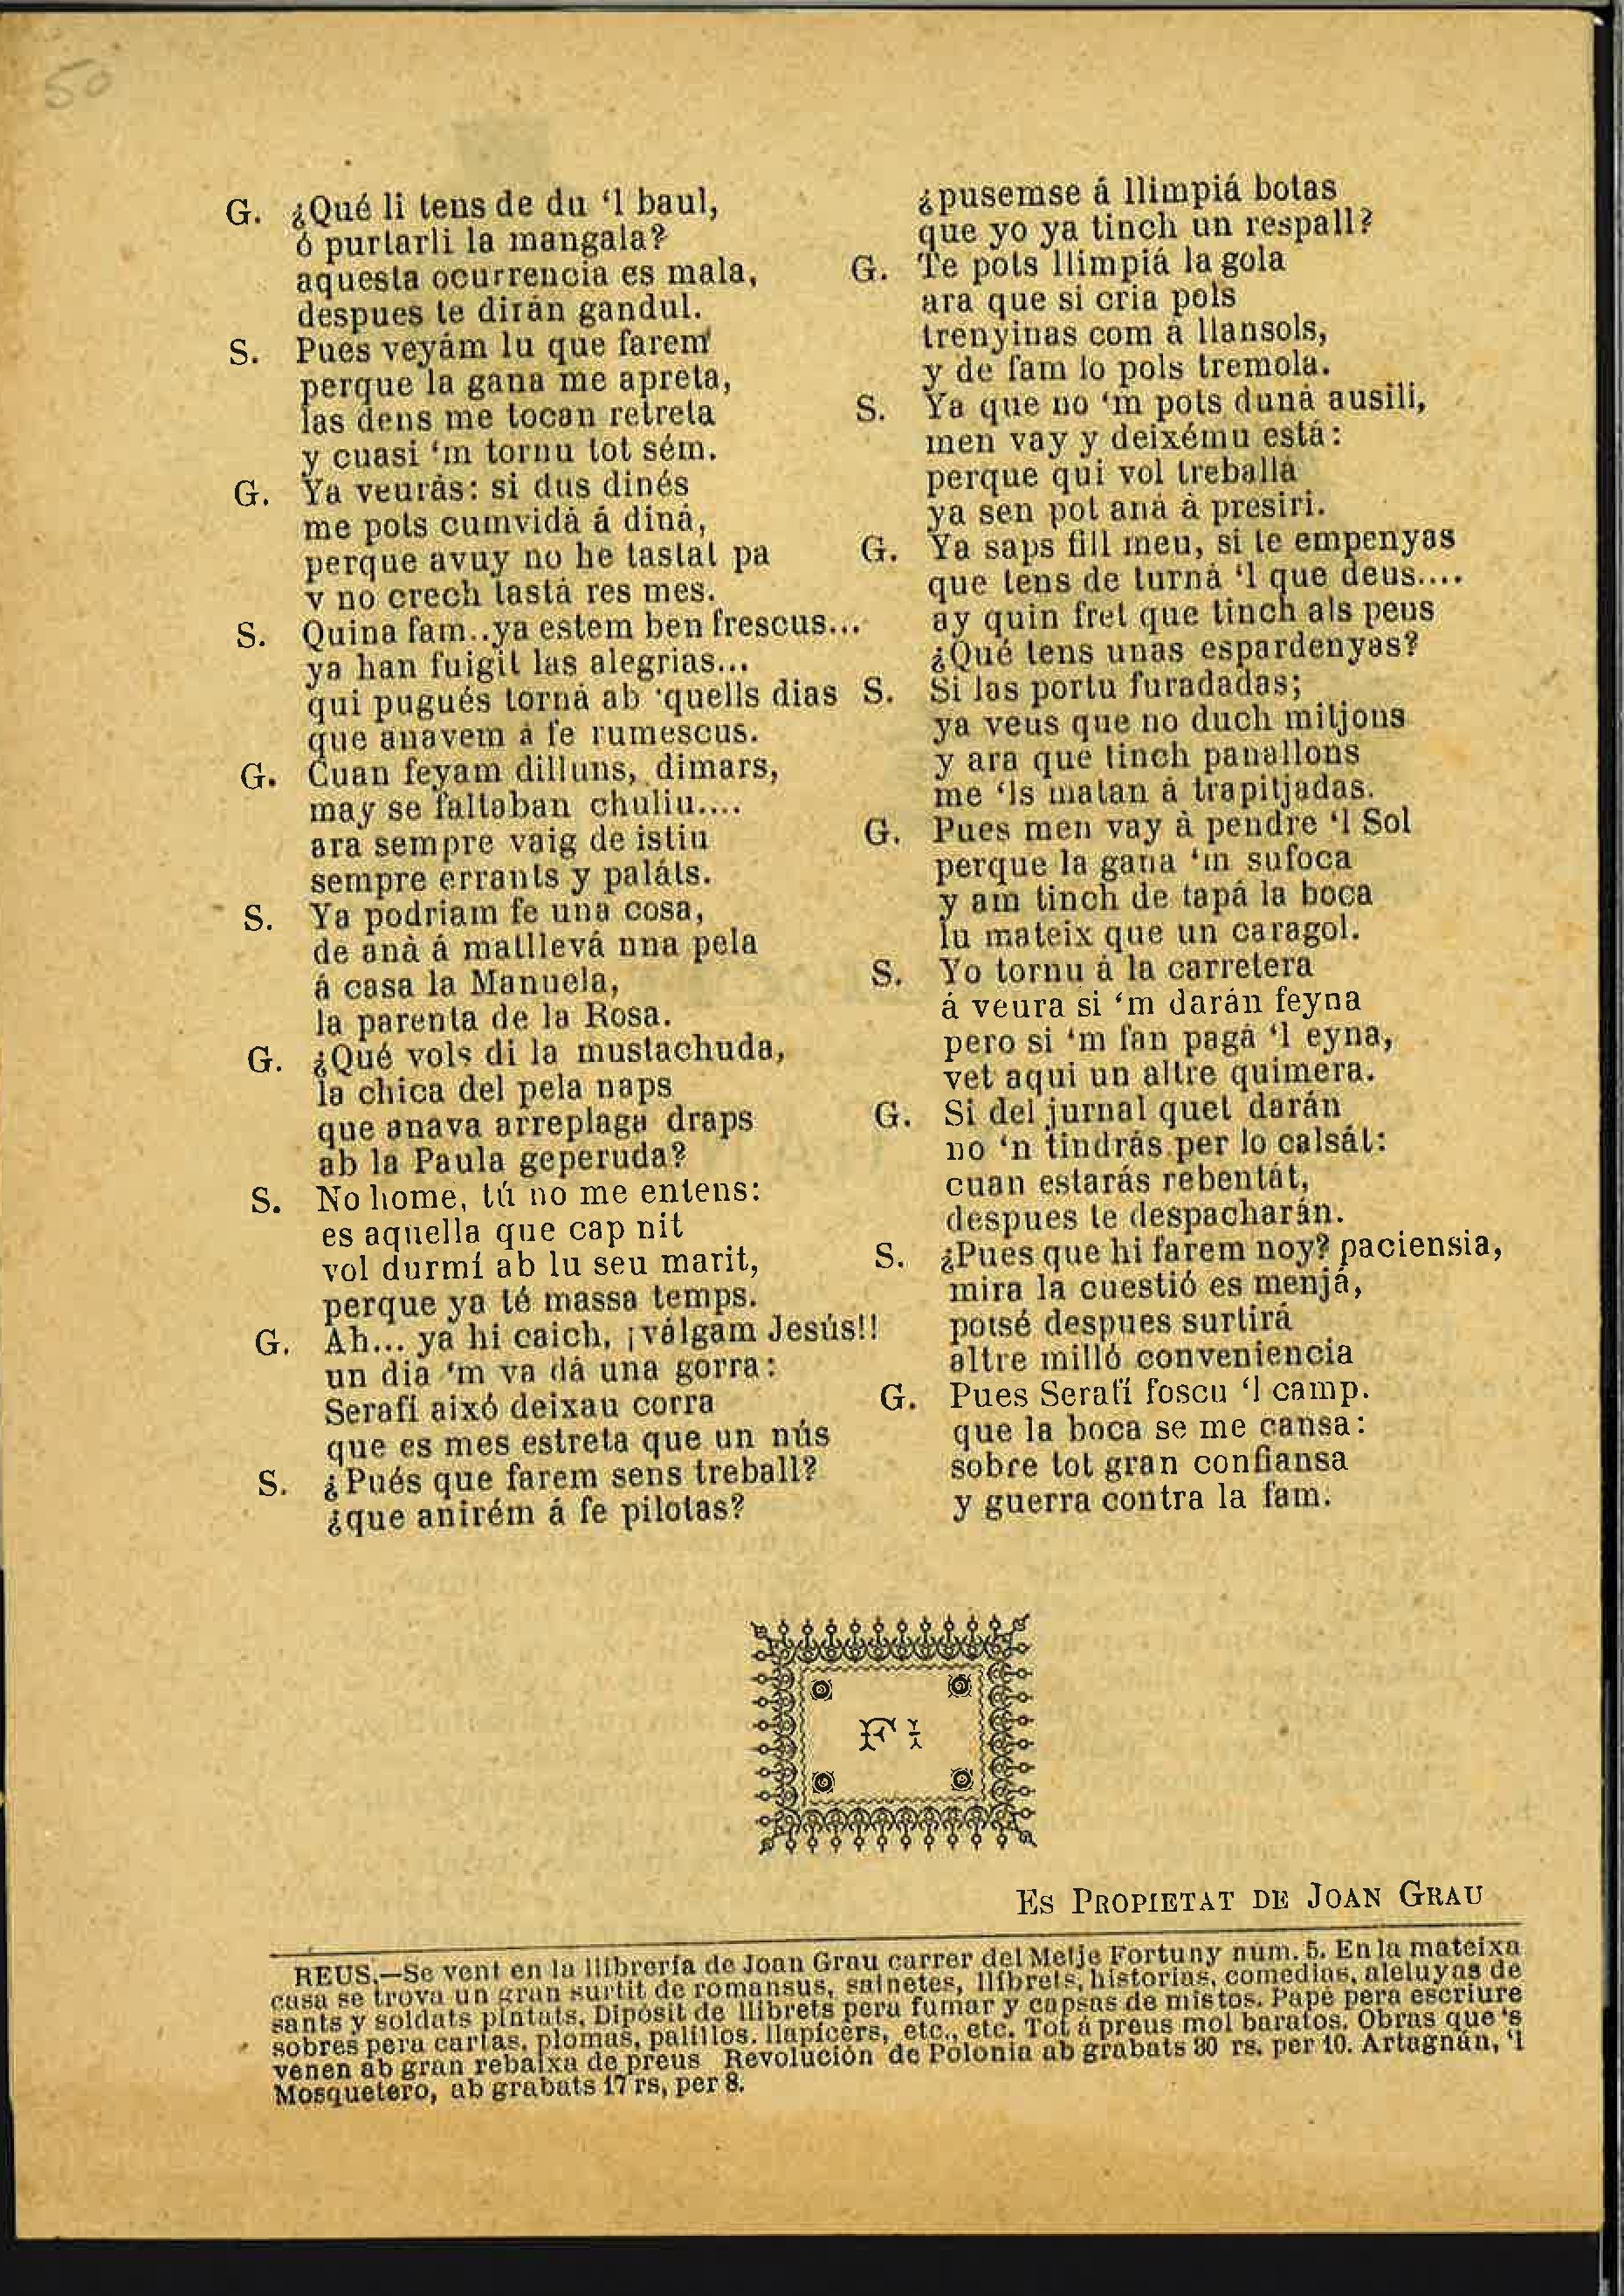 50
G. ¿Qué li tens de du ‘l baul,
ó purtarli la mangala?
aquesta ocurrencia es mala,
despues te dirán gandul.
S. Pues veyám lu que farem
perque la gana me apreta,
las dens me tocan retreta
y cuasi ‘m tornu tot sém.
G. Ya veurás: si dus dinés
me pots cumvidá á diná,
perque avuy no he tastat pa
y no crech tastá res mes.
S. Quina fam..ya estem ben frescus...
ya han fuigit las alegrias...
qui pugués torná ab ‘quells dias
que anavem á fe rumescus.
G. Cuan feyam dilluns, dimars,
may se faltaban chuliu....
ara sempre vaig de istiu
sempre errants y paláts.
S. Ya podriam fe una cosa,
de aná á matllevá una pela
á casa la Manuela,
la parenta de la Rosa.
G. ¿Qué vols di la mustachuda,
la chica del pela naps
que anava arreplaga draps
ab la Paula geperuda?
S. No home, tú no me entens:
es aquella que cap nit
vol durmí ab lu seu marit,
perque ya té massa temps.
G. Ah... ya hi caich, ¡válgam Jesús!!
un dia ‘m va dá una gorra:
Serafí aixó deixau corra
que es mes estreta que un nús
S. ¿Pués que farem sens treball?
¿que anirém á fe pilotas?
¿pusemse á llimpiá botas
que yo ya tinch un respall?
G. Te pots llimpiá la gola
ara que si cria pols
trenyinas com á llansols,
y de fam lo pols tremola.
S. Ya que no ‘m pots duná ausili,
men vay y deixému está:
perque qui vol treballá
ya sen pot aná á presiri.
G. Ya saps fill meu, si te empenyas
que tens de turná ‘l que deus....
ay quin fret que tinch als peus
¿Qué tens unas espardenyas?
S. Si las portu furadadas;
ya veus que no duch mitjons
y ara que tinch panallons
me ‘ls matan á trapitjadas.
G. Pues men vay à pendre ‘l Sol
perque la gana ‘m sufoca
y am tinch de tapá la boca
lu mateix que un caragol.
S. Yo tornu á la carretera
á veura si ‘m darán feyna
pero si ‘m fan pagá ‘l eyna,
vet aqui un altre quimera.
G. Si del jurnal quet darán
no ‘n tindrás per lo calsát:
cuan estarás rebentát,
despues te despacharán.
S. ¿Pues que hi farem noy? paciensia,
mira la cuestió es menjá,
potsé despues surtirá
altre milló conveniencia
G. Pues Serafí foscu ‘l camp.
que la boca se me cansa:
sobre tot gran confiansa
y guerra contra la fam.
Fi
Es Propietat de Joan Grau
REUS.—Se vent en la llibrería de Joan Grau carrer del Metje Fortuny núm. 5. En la mateixa
casa se trova un gran surtit de romansus, sainetes, llibrets, historias, comedias, aleluyas de
sants y soldats pintats. Dipósit de llibrets pera fumar y capsas de mistos. Papé pera escriure
sobres pera cartas, plomas, palillos, llapicers, etc., etc. Tot á preus mol baratos. Obras que ‘s
venen ab gran rebaixa de preus Revolución de Polonia ab grabats 30 rs. per 10. Artagnán, ‘l
Mosquetero, ab grabats 17 rs, per 8.